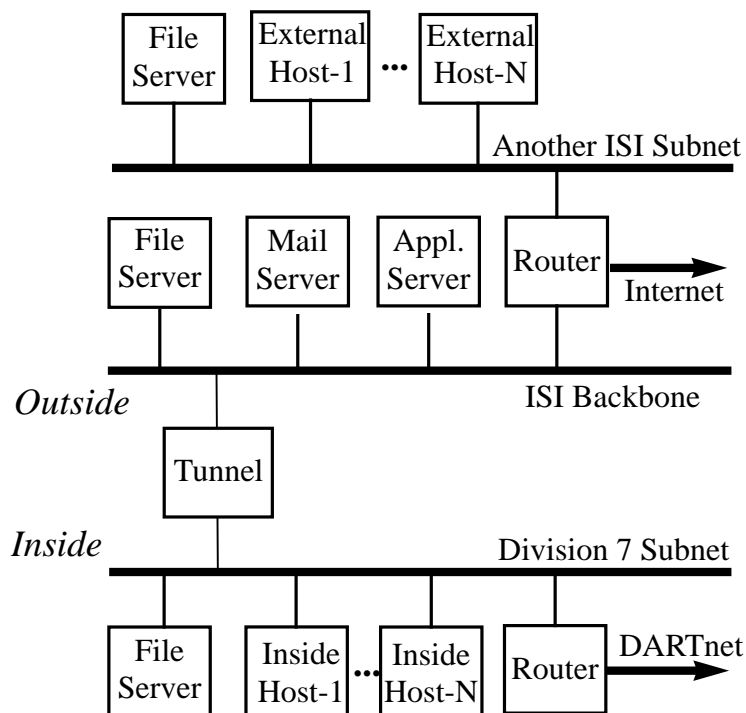 File Server
External Host-1
...
External Host-N
Another ISI Subnet
File Server
Mail Server
Appl. Server
Router
Internet
ISI Backbone
Outside
Tunnel
Inside
Division 7 Subnet
File Server
Inside Host-1
...
Inside Host-N
Router
DARTnet